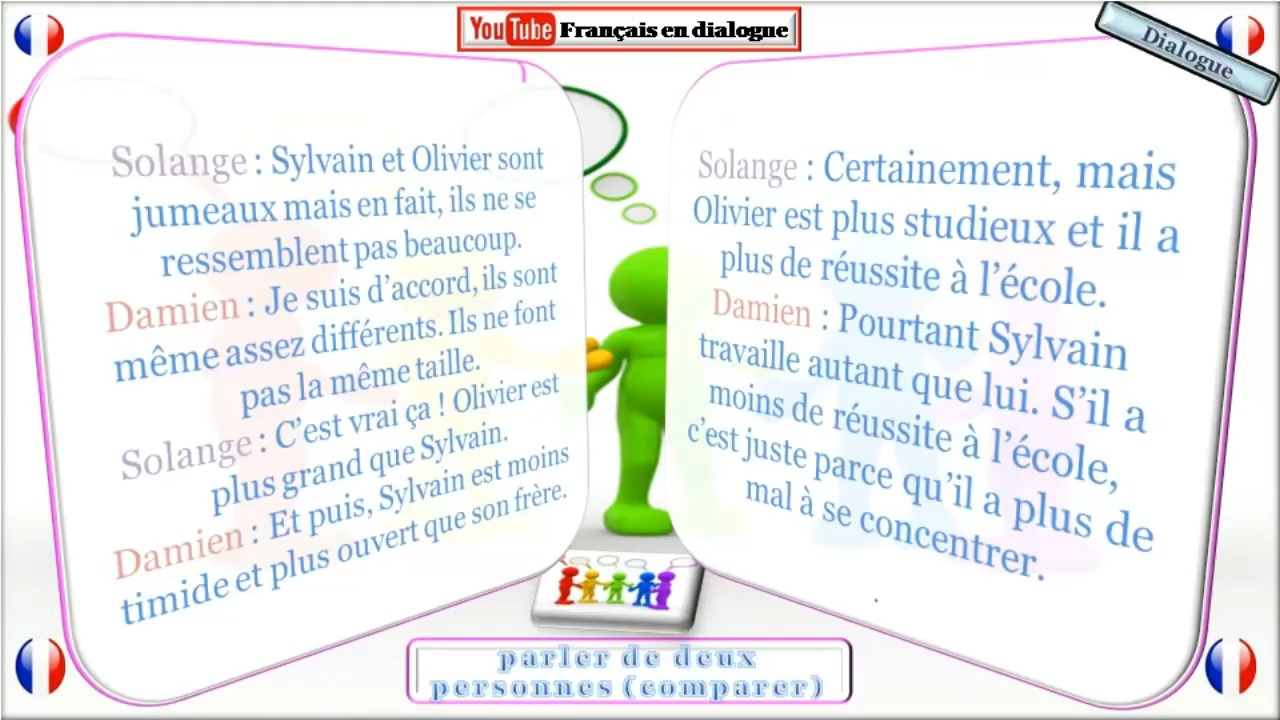 YouTube Français en dialogue
Dialogue
Solange : Sylvain et Olivier sont
jumeaux mais en fait, ils ne se
ressemblent pas beaucoup.
Damien : Je suis d'accord, ils sont
même assez différents. Ils ne font
pas la même taille.
Solange : C'est vrai ça ! Olivier est
plus grand que Sylvain.
Damien : Et puis, Sylvain est moins
timide et plus ouvert que son frère.
Solange : Certainement, mais
Olivier est plus studieux et il a
plus de réussite à l'école.
Damien : Pourtant Sylvain
travaille autant que lui. S'il a
moins de réussite à l'école,
c'est juste parce qu'il a plus de
mal à se concentrer.
parler de deux
personnes (comparer)